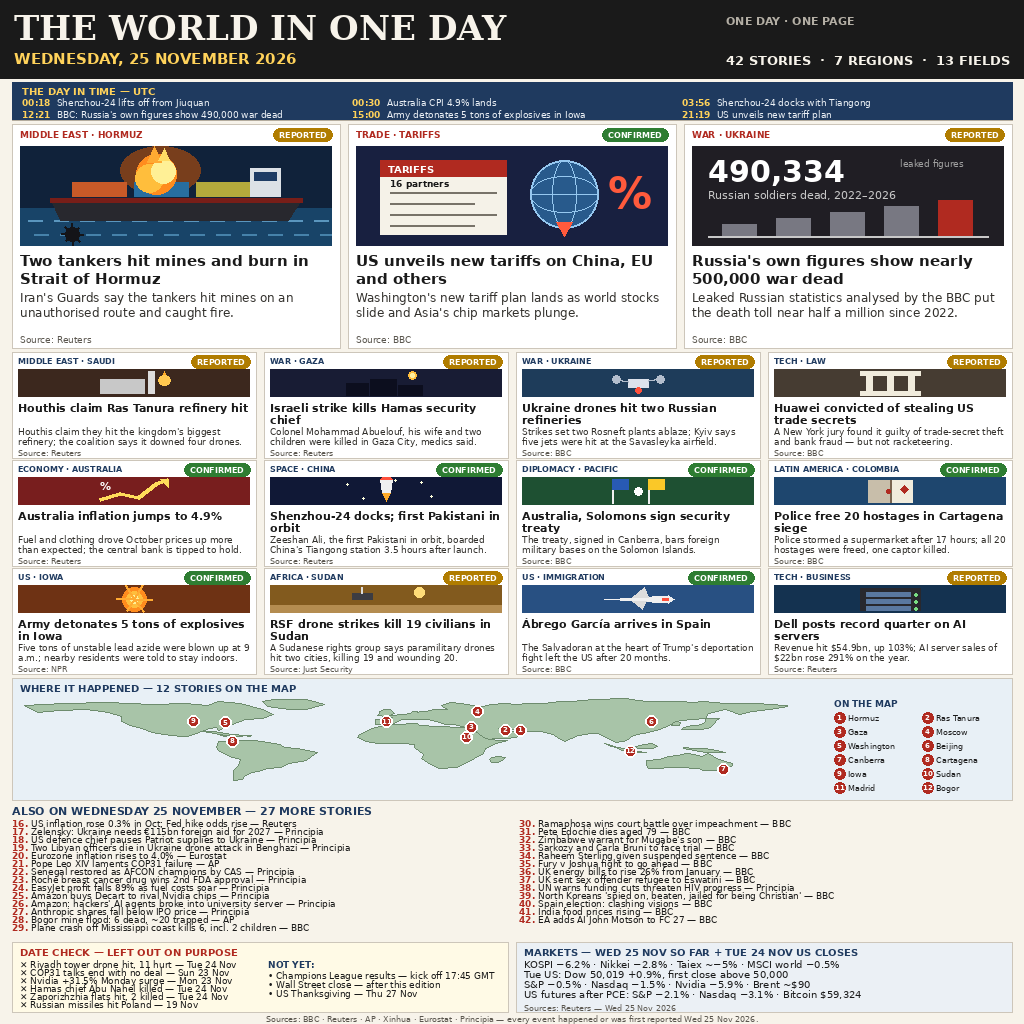 THE WORLD IN ONE DAY
WEDNESDAY, 25 NOVEMBER 2026
ONE DAY · ONE PAGE
42 STORIES · 7 REGIONS · 13 FIELDS
THE DAY IN TIME — UTC
00:18 Shenzhou-24 lifts off from Jiuquan
00:30 Australia CPI 4.9% lands
03:56 Shenzhou-24 docks with Tiangong
12:21 BBC: Russia's own figures show 490,000 war dead
15:00 Army detonates 5 tons of explosives in Iowa
21:19 US unveils new tariff plan
MIDDLE EAST · HORMUZ
REPORTED
Two tankers hit mines and burn in
Strait of Hormuz
Iran's Guards say the tankers hit mines on an
unauthorised route and caught fire.
Source: Reuters
TRADE · TARIFFS
CONFIRMED
TARIFFS
16 partners
%
US unveils new tariffs on China, EU
and others
Washington's new tariff plan lands as world stocks
slide and Asia's chip markets plunge.
Source: BBC
WAR · UKRAINE
REPORTED
490,334
leaked figures
Russian soldiers dead, 2022–2026
Russia's own figures show nearly
500,000 war dead
Leaked Russian statistics analysed by the BBC put
the death toll near half a million since 2022.
Source: BBC
MIDDLE EAST · SAUDI
REPORTED
Houthis claim Ras Tanura refinery hit
Houthis claim they hit the kingdom's biggest
refinery; the coalition says it downed four drones.
Source: Reuters
WAR · GAZA
REPORTED
Israeli strike kills Hamas security
chief
Colonel Mohammad Abuelouf, his wife and two
children were killed in Gaza City, medics said.
Source: Reuters
WAR · UKRAINE
REPORTED
Ukraine drones hit two Russian
refineries
Strikes set two Rosneft plants ablaze; Kyiv says
five jets were hit at the Savasleyka airfield.
Source: BBC
TECH · LAW
REPORTED
Huawei convicted of stealing US
trade secrets
A New York jury found it guilty of trade-secret theft
and bank fraud — but not racketeering.
Source: BBC
ECONOMY · AUSTRALIA
CONFIRMED
%
Australia inflation jumps to 4.9%
Fuel and clothing drove October prices up more
than expected; the central bank is tipped to hold.
Source: BBC
SPACE · CHINA
CONFIRMED
Shenzhou-24 docks; first Pakistani in
orbit
Zeeshan Ali, the first Pakistani in orbit, boarded
China's Tiangong station 3.5 hours after launch.
Source: BBC
DIPLOMACY · PACIFIC
CONFIRMED
Australia, Solomons sign security
treaty
The treaty, signed in Canberra, bars foreign
military bases on the Solomon Islands.
Source: BBC
LATIN AMERICA · COLOMBIA
CONFIRMED
Police free 20 hostages in Cartagena
siege
Police stormed a supermarket after 17 hours; all 20
hostages were freed, one captor killed.
Source: BBC
US · IOWA
CONFIRMED
Army detonates 5 tons of explosives
in Iowa
Five tons of unstable lead azide were blown up at 9
a.m.; nearby residents were told to stay indoors.
Source: NPR
AFRICA · SUDAN
REPORTED
RSF drone strikes kill 19 civilians in
Sudan
A Sudanese rights group says paramilitary drones
hit two cities, killing 19 and wounding 20.
Source: Just Security
US · IMMIGRATION
CONFIRMED
Ábrego García arrives in Spain
The Salvadoran at the heart of Trump's deportation
fight left the US after 20 months.
Source: BBC
TECH · BUSINESS
REPORTED
Dell posts record quarter on AI
servers
Revenue hit $54.9bn, up 103%; AI server sales of
$22bn rose 291% on the year.
Source: Reuters
WHERE IT HAPPENED — 12 STORIES ON THE MAP
9
5
8
11
4
3
10
2
1
6
12
7
ON THE MAP
1 Hormuz
2 Ras Tanura
3 Gaza
4 Moscow
5 Washington
6 Beijing
7 Canberra
8 Cartagena
9 Iowa
10 Sudan
11 Madrid
12 Bogor
ALSO ON WEDNESDAY 25 NOVEMBER — 27 MORE STORIES
16. US inflation rose 0.3% in Oct; Fed hike odds rise — Reuters
17. Zelensky: Ukraine needs €115bn foreign aid for 2027 — Principia
18. US defence chief pauses Patriot supplies to Ukraine — Principia
19. Two Libyan officers die in Ukraine drone attack in Benghazi — Principia
20. Eurozone inflation rises to 4.0% — Eurostat
21. Pope Leo XIV laments COP31 failure — AP
22. Senegal restored as AFCON champions by CAS — Principia
23. Roche breast cancer drug wins 2nd FDA approval — Principia
24. EasyJet profit falls 89% as fuel costs soar — Principia
25. Amazon buys Decart to rival Nvidia chips — Principia
26. Amazon: hackers' AI agents broke into university server — Principia
27. Anthropic shares fall below IPO price — Principia
28. Bogor mine flood: 6 dead, ~20 trapped — AP
29. Plane crash off Mississippi coast kills 6, incl. 2 children — BBC
30. Ramaphosa wins court battle over impeachment — BBC
31. Pete Edochie dies aged 79 — BBC
32. Zimbabwe warrant for Mugabe's son — BBC
33. Sarkozy and Carla Bruni to face trial — BBC
34. Raheem Sterling given suspended sentence — BBC
35. Fury v Joshua fight to go ahead — BBC
36. UK energy bills to rise 26% from January — BBC
37. UK sent sex offender refugee to Eswatini — BBC
38. UN warns funding cuts threaten HIV progress — Principia
39. North Koreans 'spied on, beaten, jailed for being Christian' — BBC
40. Spain election: clashing visions — BBC
41. India food prices rising — BBC
42. EA adds AI John Motson to FC 27 — BBC
DATE CHECK — LEFT OUT ON PURPOSE
× Riyadh tower drone hit, 11 hurt — Tue 24 Nov
× COP31 talks end with no deal — Sun 23 Nov
× Nvidia +31.5% Monday surge — Mon 23 Nov
× Hamas chief Abu Nahel killed — Tue 24 Nov
× Zaporizhzhia flats hit, 2 killed — Tue 24 Nov
× Russian missiles hit Poland — 19 Nov
NOT YET:
• Champions League results — kick off 17:45 GMT
• Wall Street close — after this edition
• US Thanksgiving — Thu 27 Nov
MARKETS — WED 25 NOV SO FAR + TUE 24 NOV US CLOSES
KOSPI −6.2% · Nikkei −2.8% · Taiex ~−5% · MSCI world −0.5%
Tue US: Dow 50,019 +0.9%, first close above 50,000
S&P −0.5% · Nasdaq −1.5% · Nvidia −5.9% · Brent ~$90
US futures after PCE: S&P −2.1% · Nasdaq −3.1% · Bitcoin $59,324
Sources: Reuters — Wed 25 Nov
Sources: BBC · Reuters · AP · Xinhua · Eurostat · Principia — every event happened or was first reported Wed 25 Nov 2026.